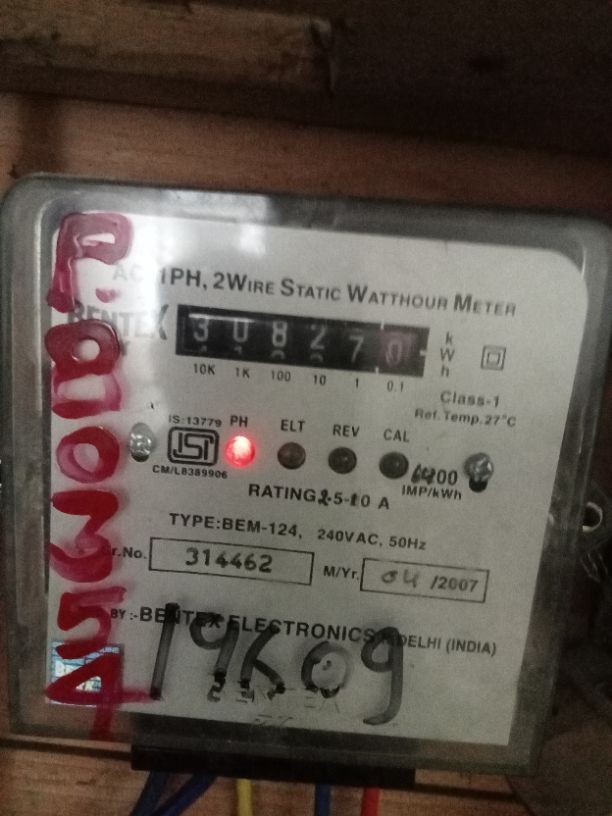 AC 1PH, 2WIRE STATIC WATTHOUR METER
BENTEX
308270
kWh
10K 1K 100 10 1 0.1
Class-1
Ref. Temp. 27°C
IS: 13779
PH ELT REV CAL
CM/L8389906
6400 IMP/kWh
RATING 2.5-10 A
TYPE:BEM-124, 240VAC, 50Hz
Sr.No. 314462 M/Yr. 04/2007
BY :- BENTEX ELECTRONICS DELHI (INDIA)